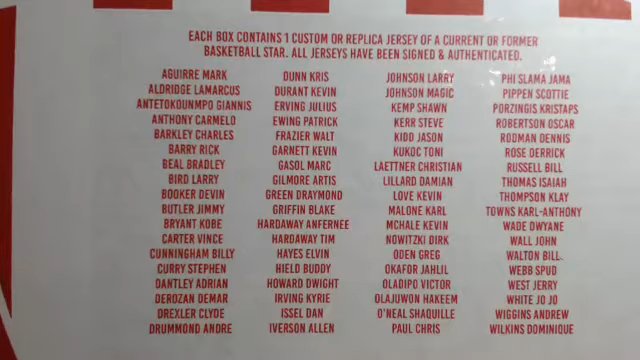 EACH BOX CONTAINS 1 CUSTOM OR REPLICA JERSEY OF A CURRENT OR FORMER
BASKETBALL STAR. ALL JERSEYS HAVE BEEN SIGNED & AUTHENTICATED.
AGUIRRE MARK
ALDRIDGE LAMARCUS
ANTETOKOUNMPO GIANNIS
ANTHONY CARMELO
BARKLEY CHARLES
BARRY RICK
BEAL BRADLEY
BIRD LARRY
BOOKER DEVIN
BUTLER JIMMY
BRYANT KOBE
CARTER VINCE
CUNNINGHAM BILLY
CURRY STEPHEN
DANTLEY ADRIAN
DEROZAN DEMAR
DREXLER CLYDE
DRUMMOND ANDRE
DUNN KRIS
DURANT KEVIN
ERVING JULIUS
EWING PATRICK
FRAZIER WALT
GARNETT KEVIN
GASOL MARC
GILMORE ARTIS
GREEN DRAYMOND
GRIFFIN BLAKE
HARDAWAY ANFERNEE
HARDAWAY TIM
HAYES ELVIN
HIELD BUDDY
HOWARD DWIGHT
IRVING KYRIE
ISSEL DAN
IVERSON ALLEN
JOHNSON LARRY
JOHNSON MAGIC
KEMP SHAWN
KERR STEVE
KIDD JASON
KUKOC TONI
LAETTNER CHRISTIAN
LILLARD DAMIAN
LOVE KEVIN
MALONE KARL
MCHALE KEVIN
NOWITZKI DIRK
ODEN GREG
OKAFOR JAHLIL
OLADIPO VICTOR
OLAJUWON HAKEEM
O'NEAL SHAQUILLE
PAUL CHRIS
PHI SLAMA JAMA
PIPPEN SCOTTIE
PORZINGIS KRISTAPS
ROBERTSON OSCAR
RODMAN DENNIS
ROSE DERRICK
RUSSELL BILL
THOMAS ISAIAH
THOMPSON KLAY
TOWNS KARL-ANTHONY
WADE DWYANE
WALL JOHN
WALTON BILL
WEBB SPUD
WEST JERRY
WHITE JO JO
WIGGINS ANDREW
WILKINS DOMINIQUE